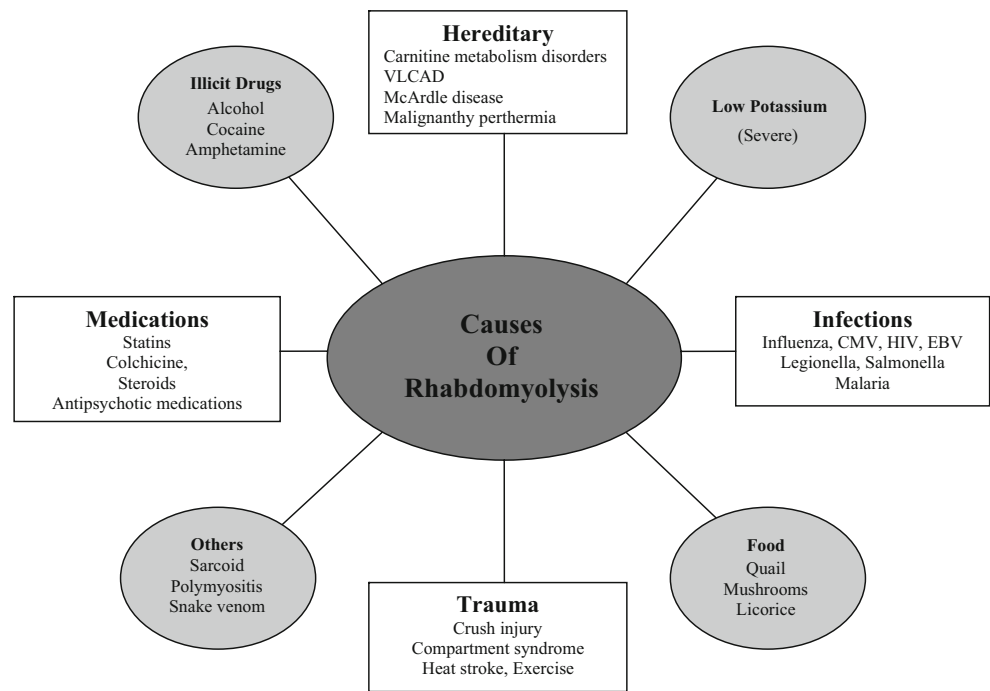 Hereditary
Carnitine metabolism disorders
VLCAD
McArdle disease
Malignanthy perthermia
Illicit Drugs
Alcohol
Cocaine
Amphetamine
Low Potassium
(Severe)
Medications
Statins
Colchicine,
Steroids
Antipsychotic medications
Causes
Of
Rhabdomyolysis
Infections
Influenza, CMV, HIV, EBV
Legionella, Salmonella
Malaria
Others
Sarcoid
Polymyositis
Snake venom
Trauma
Crush injury
Compartment syndrome
Heat stroke, Exercise
Food
Quail
Mushrooms
Licorice